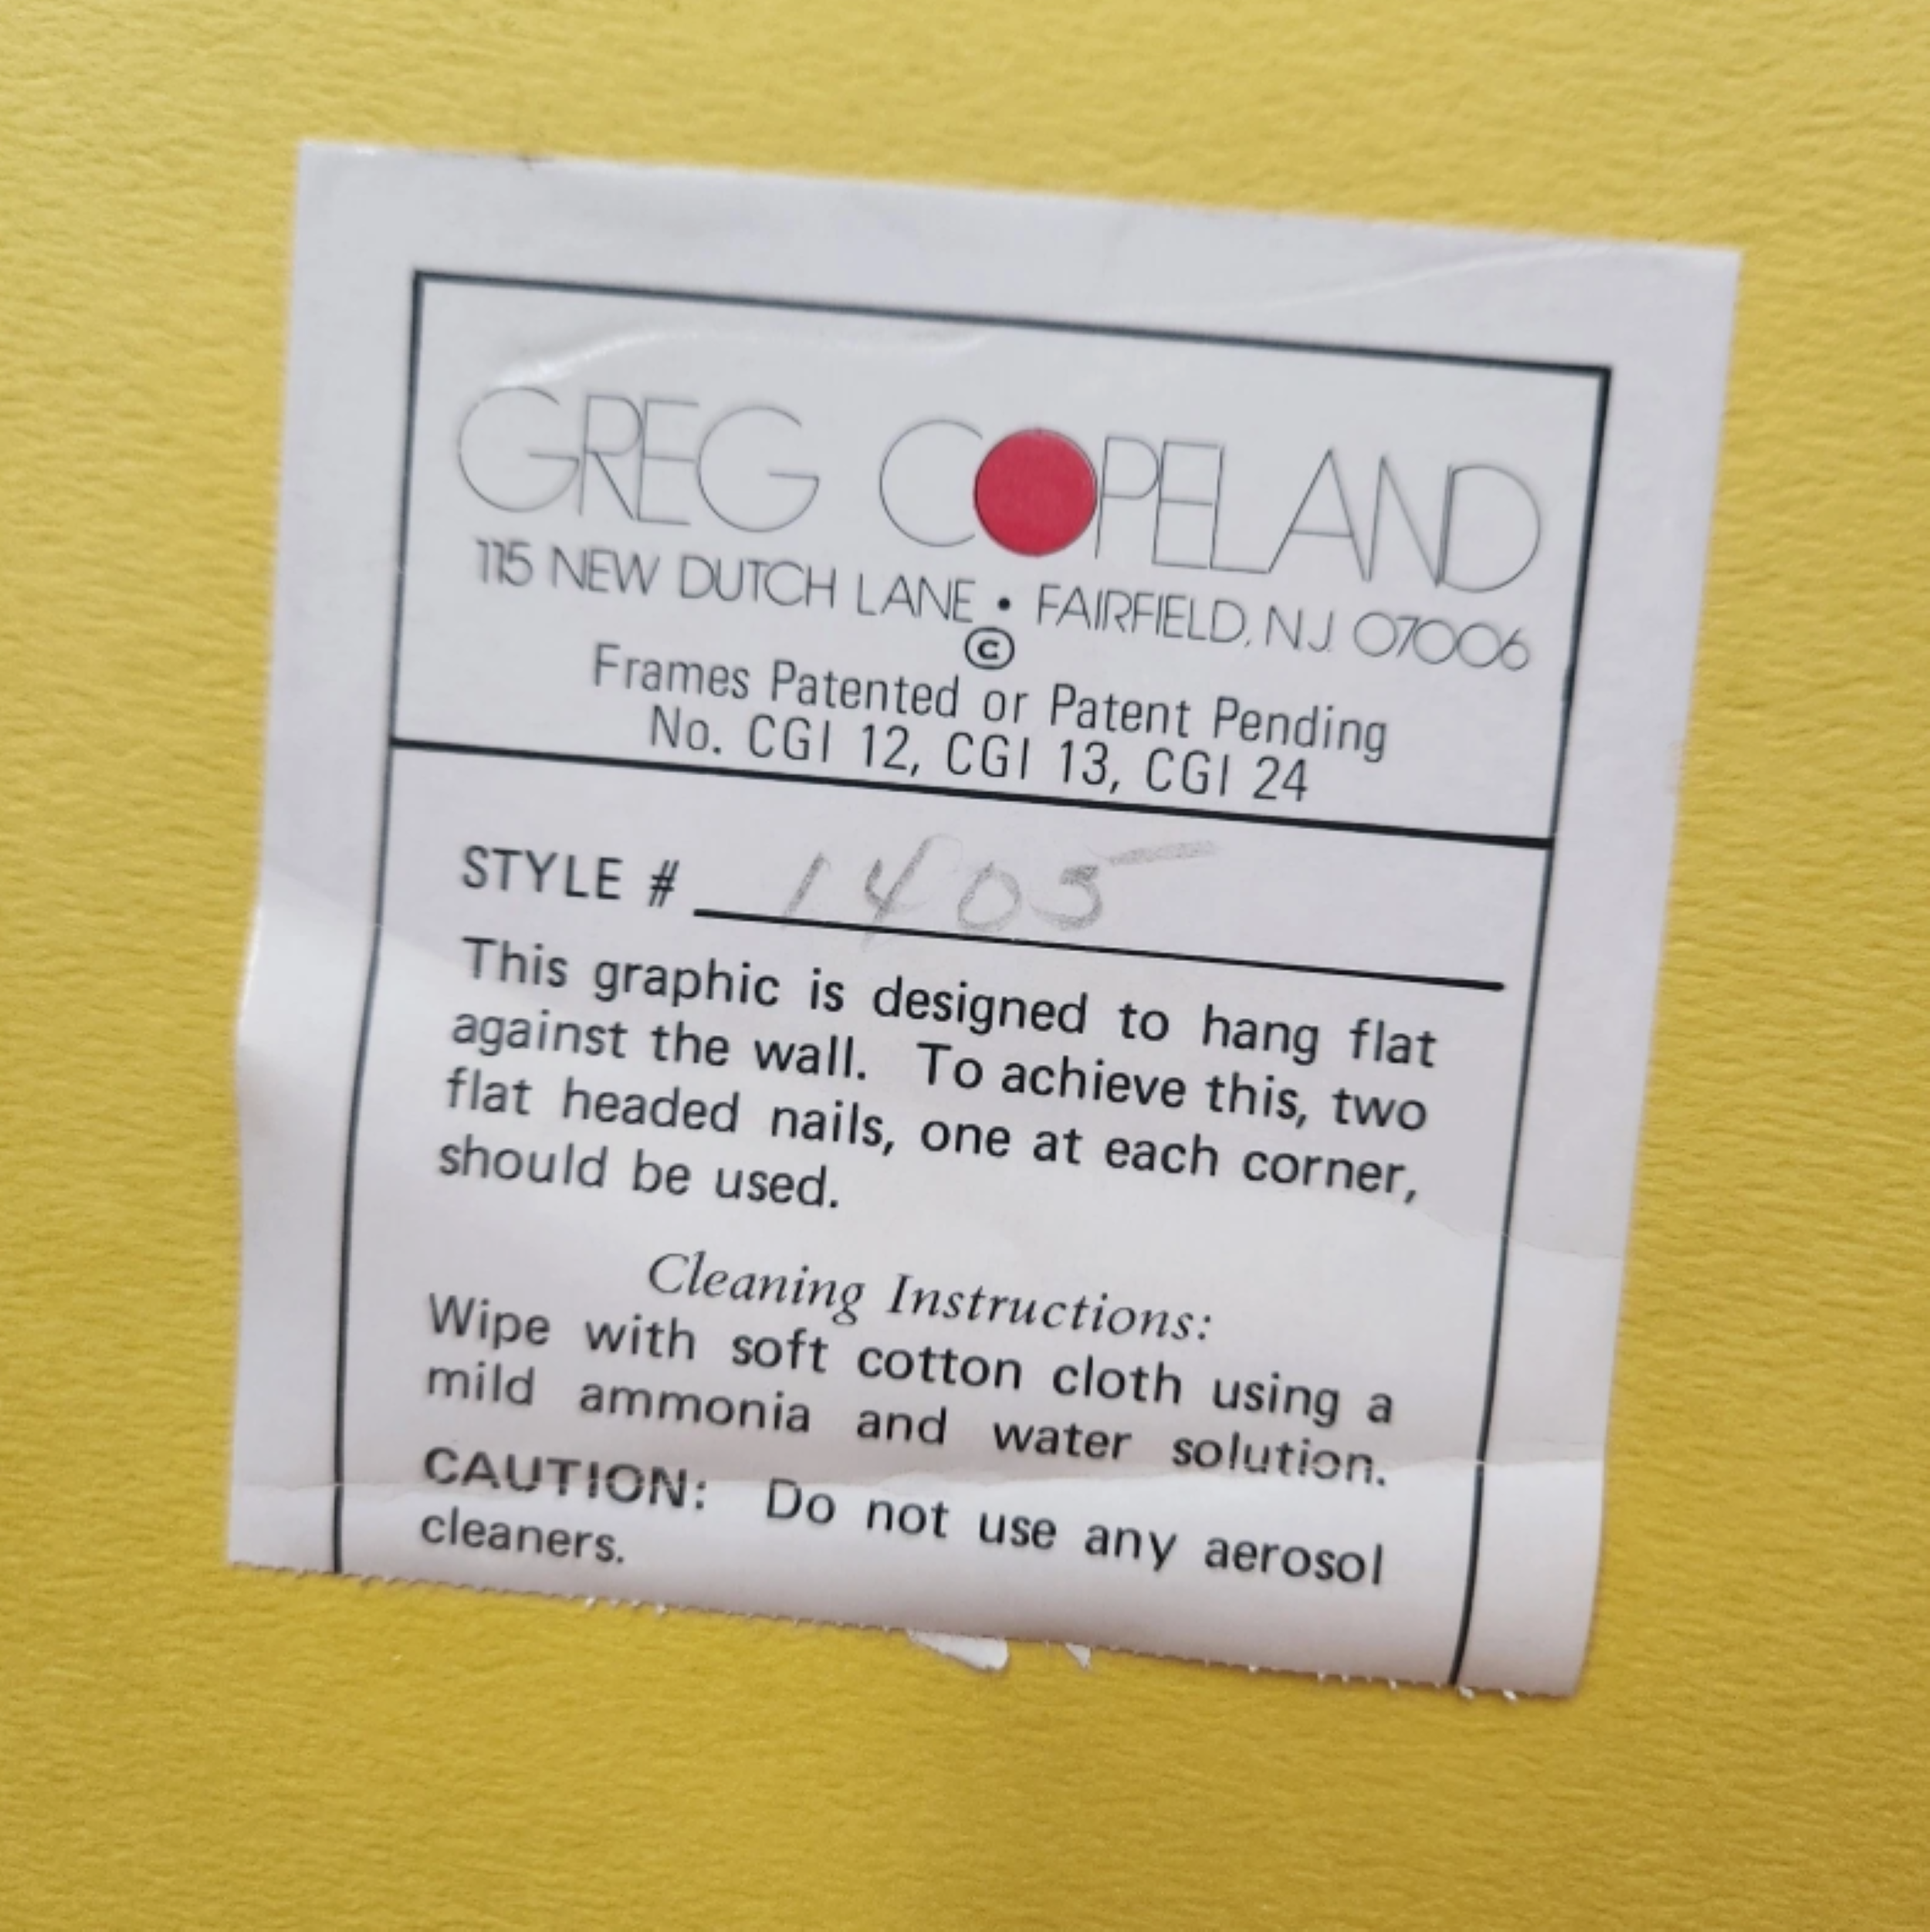 GREG COPELAND
115 NEW DUTCH LANE • FAIRFIELD, N.J. 07006
©
Frames Patented or Patent Pending
No. CGI 12, CGI 13, CGI 24
STYLE # 1405
This graphic is designed to hang flat
against the wall. To achieve this, two
flat headed nails, one at each corner,
should be used.
Cleaning Instructions:
Wipe with soft cotton cloth using a
mild ammonia and water solution.
CAUTION: Do not use any aerosol
cleaners.